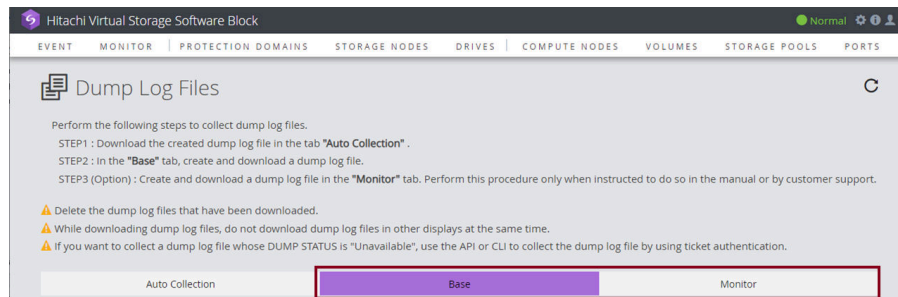 Hitachi Virtual Storage Software Block
Normal
EVENT MONITOR PROTECTION DOMAINS STORAGE NODES DRIVES COMPUTE NODES VOLUMES STORAGE POOLS PORTS
Dump Log Files
Perform the following steps to collect dump log files.
STEP1 : Download the created dump log file in the tab "Auto Collection" .
STEP2 : In the "Base" tab, create and download a dump log file.
STEP3 (Option) : Create and download a dump log file in the "Monitor" tab. Perform this procedure only when instructed to do so in the manual or by customer support.
Delete the dump log files that have been downloaded.
While downloading dump log files, do not download dump log files in other displays at the same time.
If you want to collect a dump log file whose DUMP STATUS is "Unavailable", use the API or CLI to collect the dump log file by using ticket authentication.
Auto Collection Base Monitor